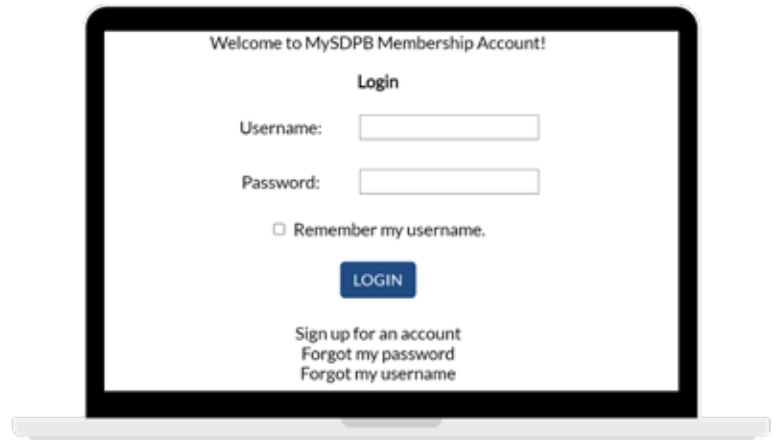 Welcome to MySDPB Membership Account!
Login
Username:
Password:
Remember my username.
LOGIN
Sign up for an account
Forgot my password
Forgot my username